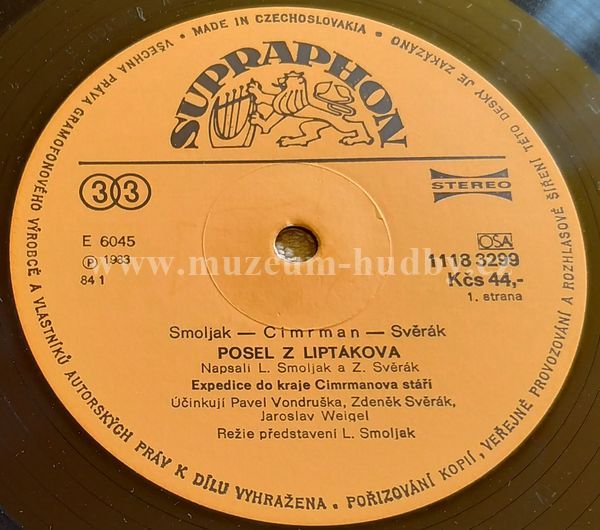 SUPRAPHON
33
STEREO
E 6045
℗ 1983
84 1
OSA
1118 3299
Kčs 44,-
1. strana
www.muzeum-hudby.cz
Smoljak — Cimrman — Svěrák
POSEL Z LIPTÁKOVA
Napsali L. Smoljak a Z. Svěrák
Expedice do kraje Cimrmanova stáří
Účinkují Pavel Vondruška, Zdeněk Svěrák,
Jaroslav Weigel
Režie představení L. Smoljak
• MADE IN CZECHOSLOVAKIA • VŠECHNA PRÁVA GRAMOFONOVÉHO VÝROBCE A VLASTNÍKŮ AUTORSKÝCH PRÁV K DÍLU VYHRAŽENA. POŘIZOVÁNÍ KOPIÍ, VEŘEJNÉ PROVOZOVÁNÍ A ROZHLASOVÉ ŠÍŘENÍ TÉTO DESKY JE ZAKÁZÁNO